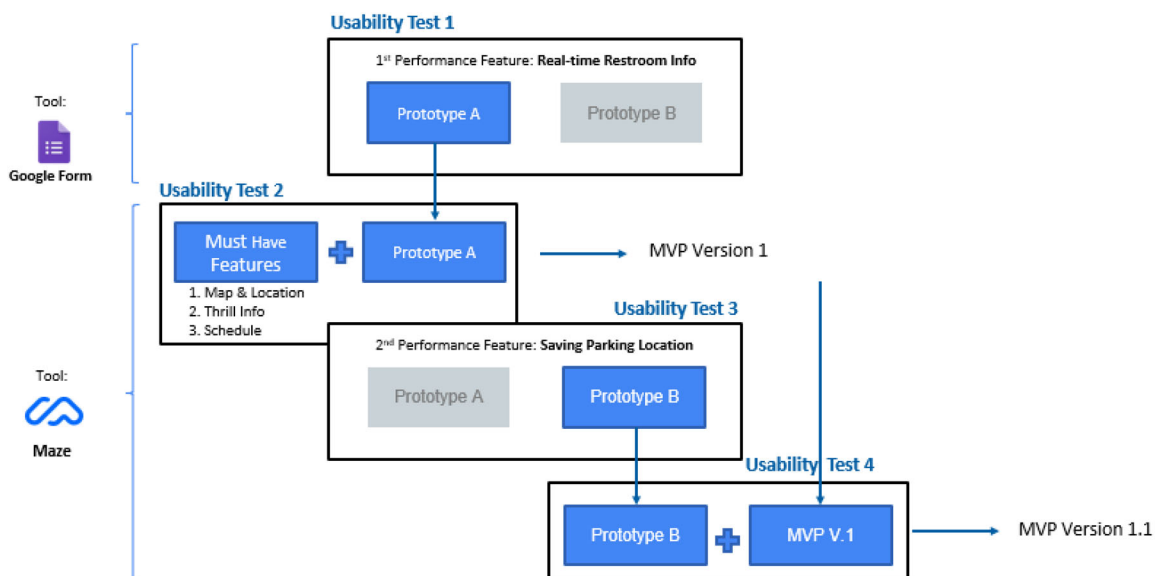 Usability Test 1
1st Performance Feature: Real-time Restroom Info
Prototype A
Prototype B
Tool:
Google Form
Usability Test 2
Must Have
Features
Prototype A
1. Map & Location
2. Thrill Info
3. Schedule
MVP Version 1
Usability Test 3
2nd Performance Feature: Saving Parking Location
Prototype A
Prototype B
Tool:
Maze
Usability Test 4
Prototype B
MVP V.1
MVP Version 1.1